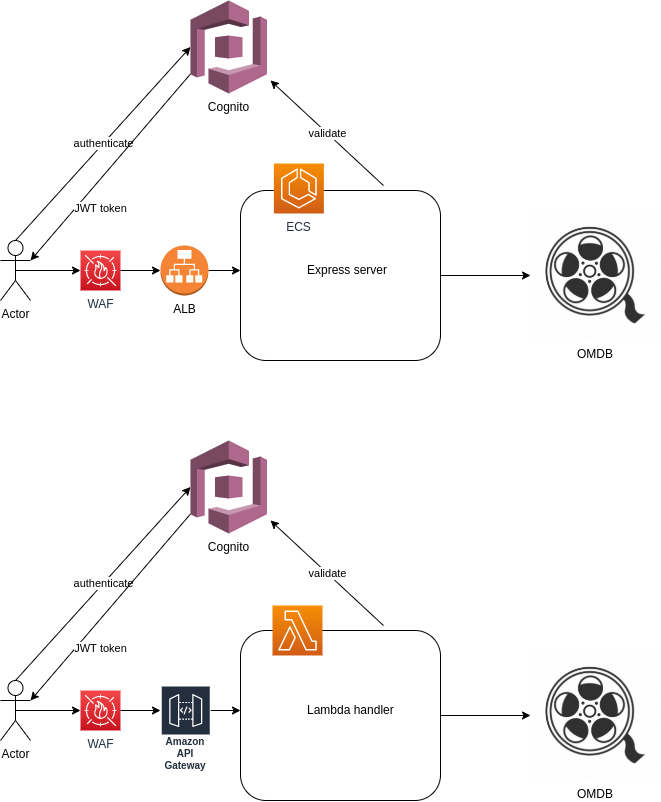 Cognito
validate
authenticate
ECS
JWT token
Express server
WAF
ALB
Actor
OMDB
Cognito
validate
authenticate
JWT token
Lambda handler
WAF
Amazon
API
Gateway
Actor
OMDB